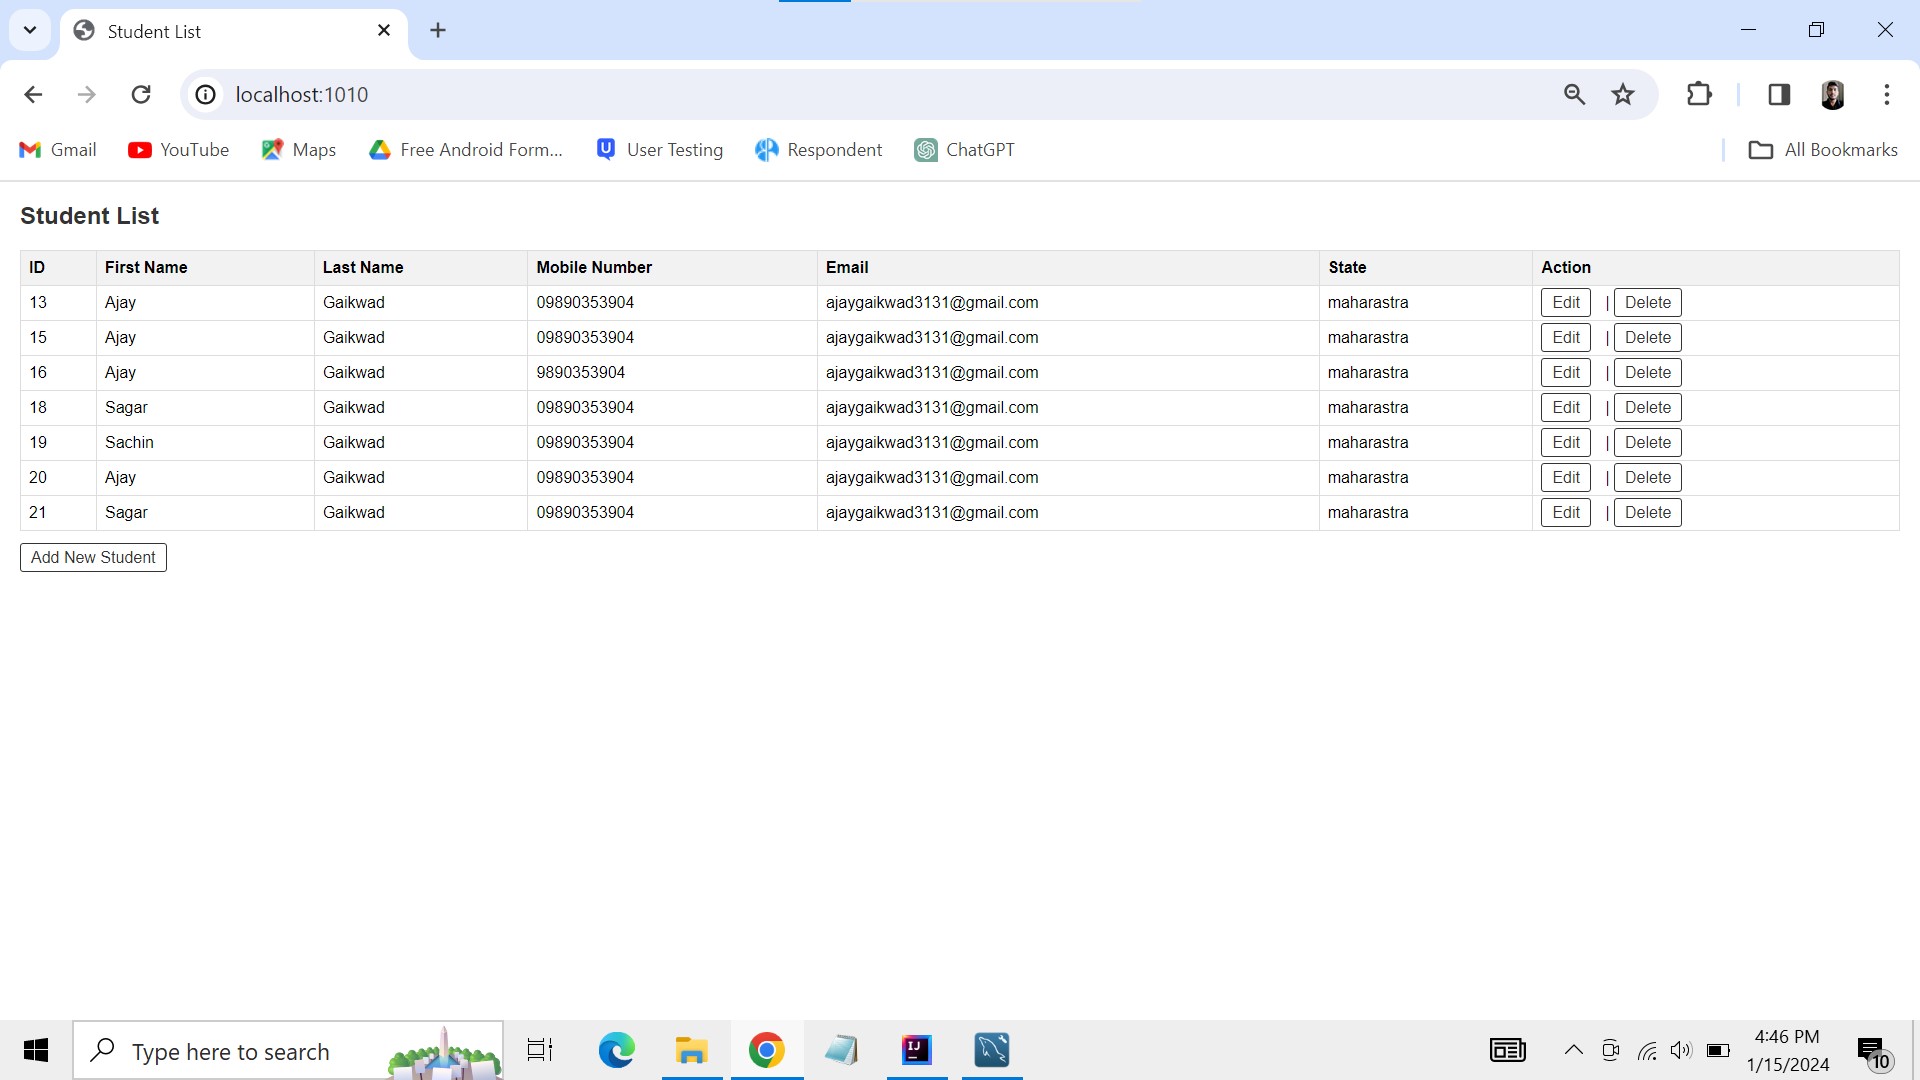 Student List
localhost:1010
Gmail YouTube Maps Free Android Form... User Testing Respondent ChatGPT All Bookmarks
Student List
ID First Name Last Name Mobile Number Email State Action
13 Ajay Gaikwad 09890353904 ajaygaikwad3131@gmail.com maharastra Edit | Delete
15 Ajay Gaikwad 09890353904 ajaygaikwad3131@gmail.com maharastra Edit | Delete
16 Ajay Gaikwad 9890353904 ajaygaikwad3131@gmail.com maharastra Edit | Delete
18 Sagar Gaikwad 09890353904 ajaygaikwad3131@gmail.com maharastra Edit | Delete
19 Sachin Gaikwad 09890353904 ajaygaikwad3131@gmail.com maharastra Edit | Delete
20 Ajay Gaikwad 09890353904 ajaygaikwad3131@gmail.com maharastra Edit | Delete
21 Sagar Gaikwad 09890353904 ajaygaikwad3131@gmail.com maharastra Edit | Delete
Add New Student
Type here to search
IJ
4:46 PM
1/15/2024
10